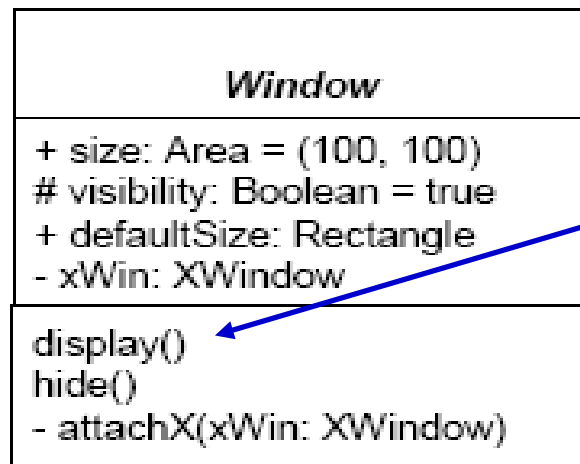 Window
+ size: Area = (100, 100)
# visibility: Boolean = true
+ defaultSize: Rectangle
- xWin: XWindow
display()
hide()
- attachX(xWin: XWindow)